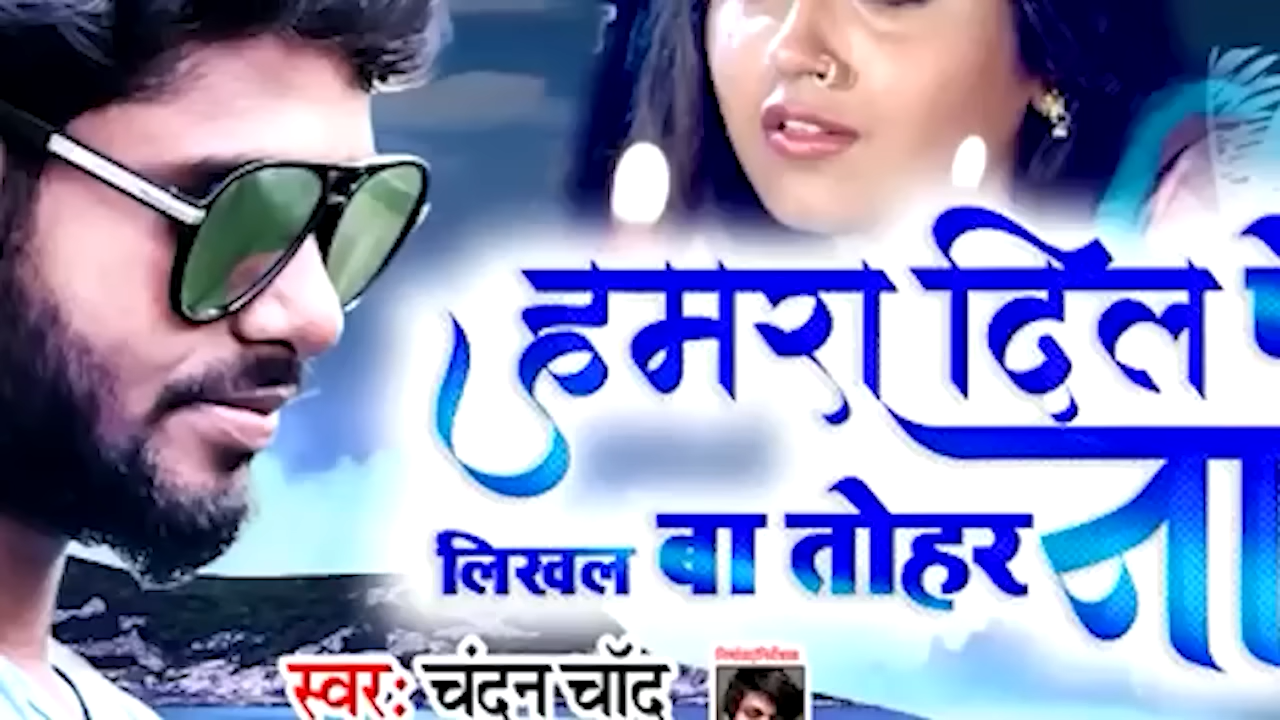 हमरा दिल पे
लिखल बा तोहर ना
स्वरः चंदन चाँद